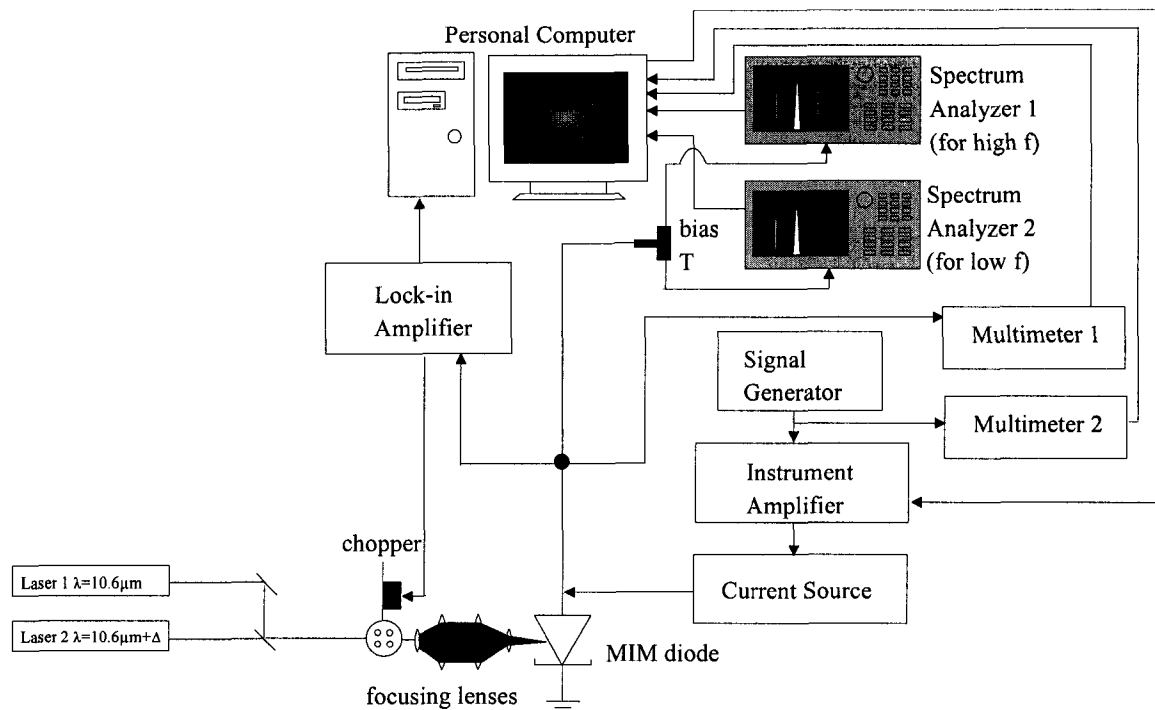 Personal Computer
Spectrum
Analyzer 1
(for high f)
Spectrum
Analyzer 2
(for low f)
bias
T
Lock-in
Amplifier
Multimeter 1
Signal
Generator
Multimeter 2
Instrument
Amplifier
chopper
Current Source
Laser 1 λ=10.6μm
Laser 2 λ=10.6μm+Δ
MIM diode
focusing lenses